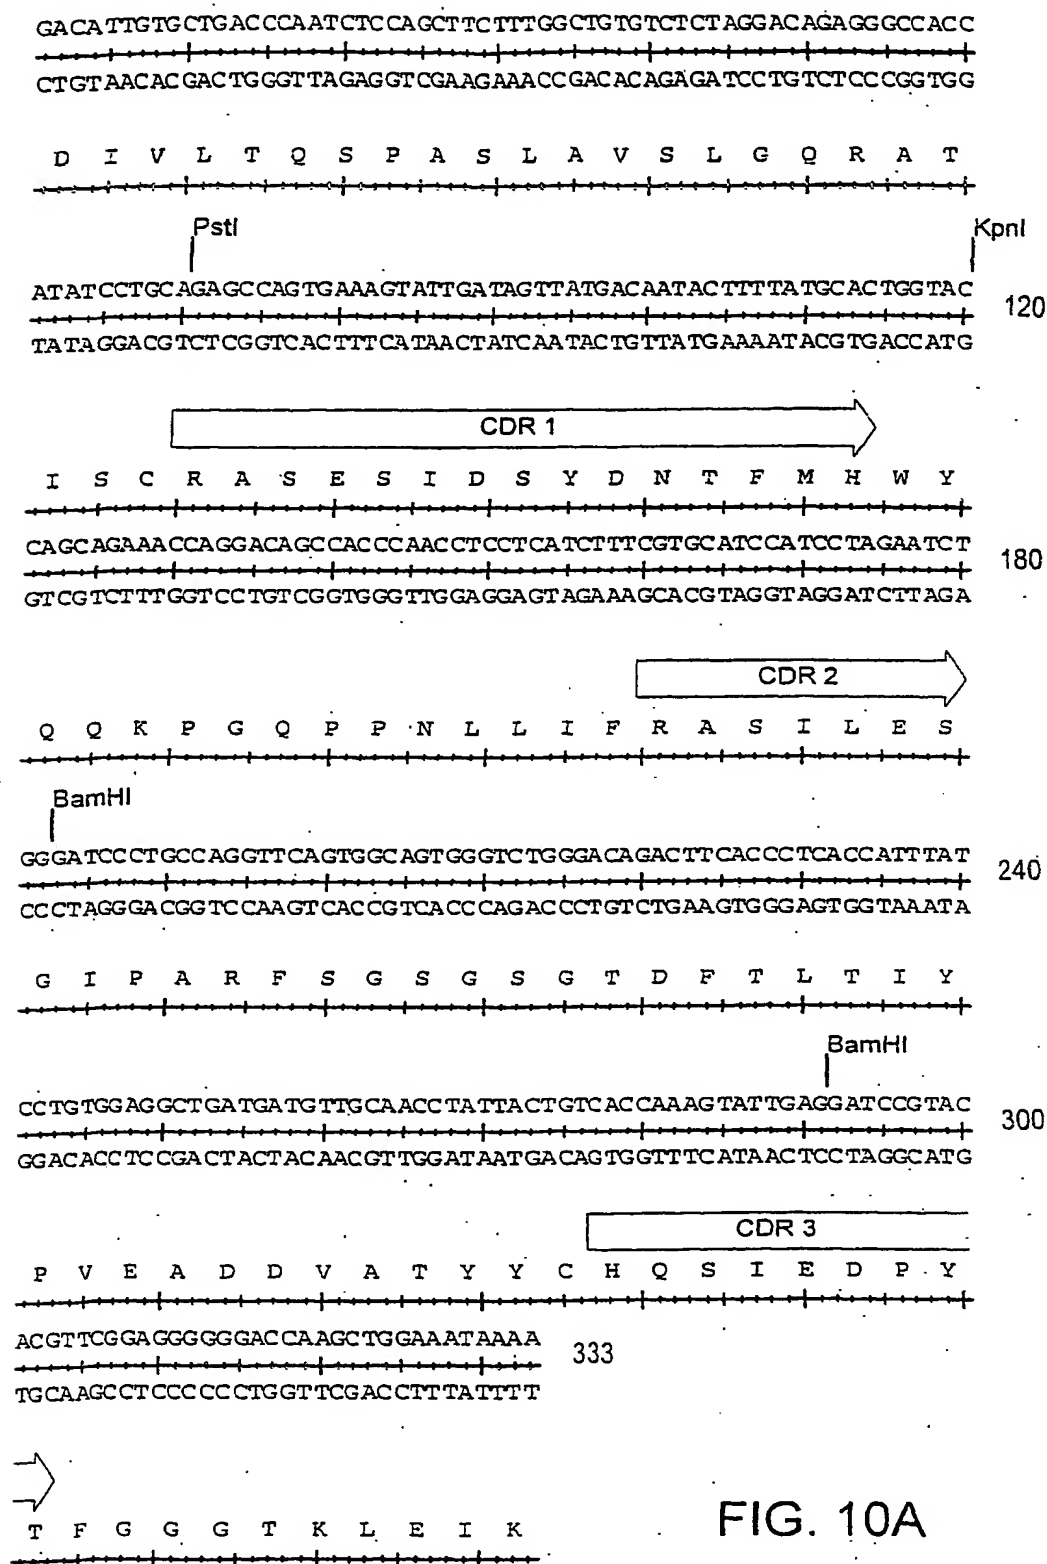 GACATTGTGCTGACCCAATCTCCAGCTTCTTTGGCTGTGTCTCTAGGACAGAGGGCCACC
CTGTAACACGACTGGGTTAGAGGTCGAAGAAACCGACACAGAGATCCTGTCTCCCGGTGG
D I V L T Q S P A S L A V S L G Q R A T
PstI KpnI
ATATCCTGCAGAGCCAGTGAAAGTATTGATAGTTATGACAATACTTTTATGCACTGGTAC 120
TATAGGACGTCTCGGTCACTTTCATAACTATCAATACTGTTATGAAAATACGTGACCATG
CDR 1
I S C R A S E S I D S Y D N T F M H W Y
CAGCAGAAACCAGGACAGCCACCCAACCTCCTCATCTTTCGTGCATCCATCCTAGAATCT 180
GTCGTCTTTGGTCCTGTCGGTGGGTTGGAGGAGTAGAAAGCACGTAGGTAGGATCTTAGA
CDR 2
Q Q K P G Q P P N L L I F R A S I L E S
BamHI
GGGATCCCTGCCAGGTTCAGTGGCAGTGGGTCTGGGACAGACTTCACCCTCACCATTTAT 240
CCCTAGGGACGGTCCAAGTCACCGTCACCCAGACCCTGTCTGAAGTGGGAGTGGTAAATA
G I P A R F S G S G S G T D F T L T I Y
BamHI
CCTGTGGAGGCTGATGATGTTGCAACCTATTACTGTCACCAAAGTATTGAGGATCCGTAC 300
GGACACCTCCGACTACTACAACGTTGGATAATGACAGTGGTTTCATAACTCCTAGGCATG
CDR 3
P V E A D D V A T Y Y C H Q S I E D P Y
ACGTTCGGAGGGGGGACCAAGCTGGAAATAAAA 333
TGCAAGCCTCCCCCCTGGTTCGACCTTTATTTT
T F G G G T K L E I K
FIG. 10A